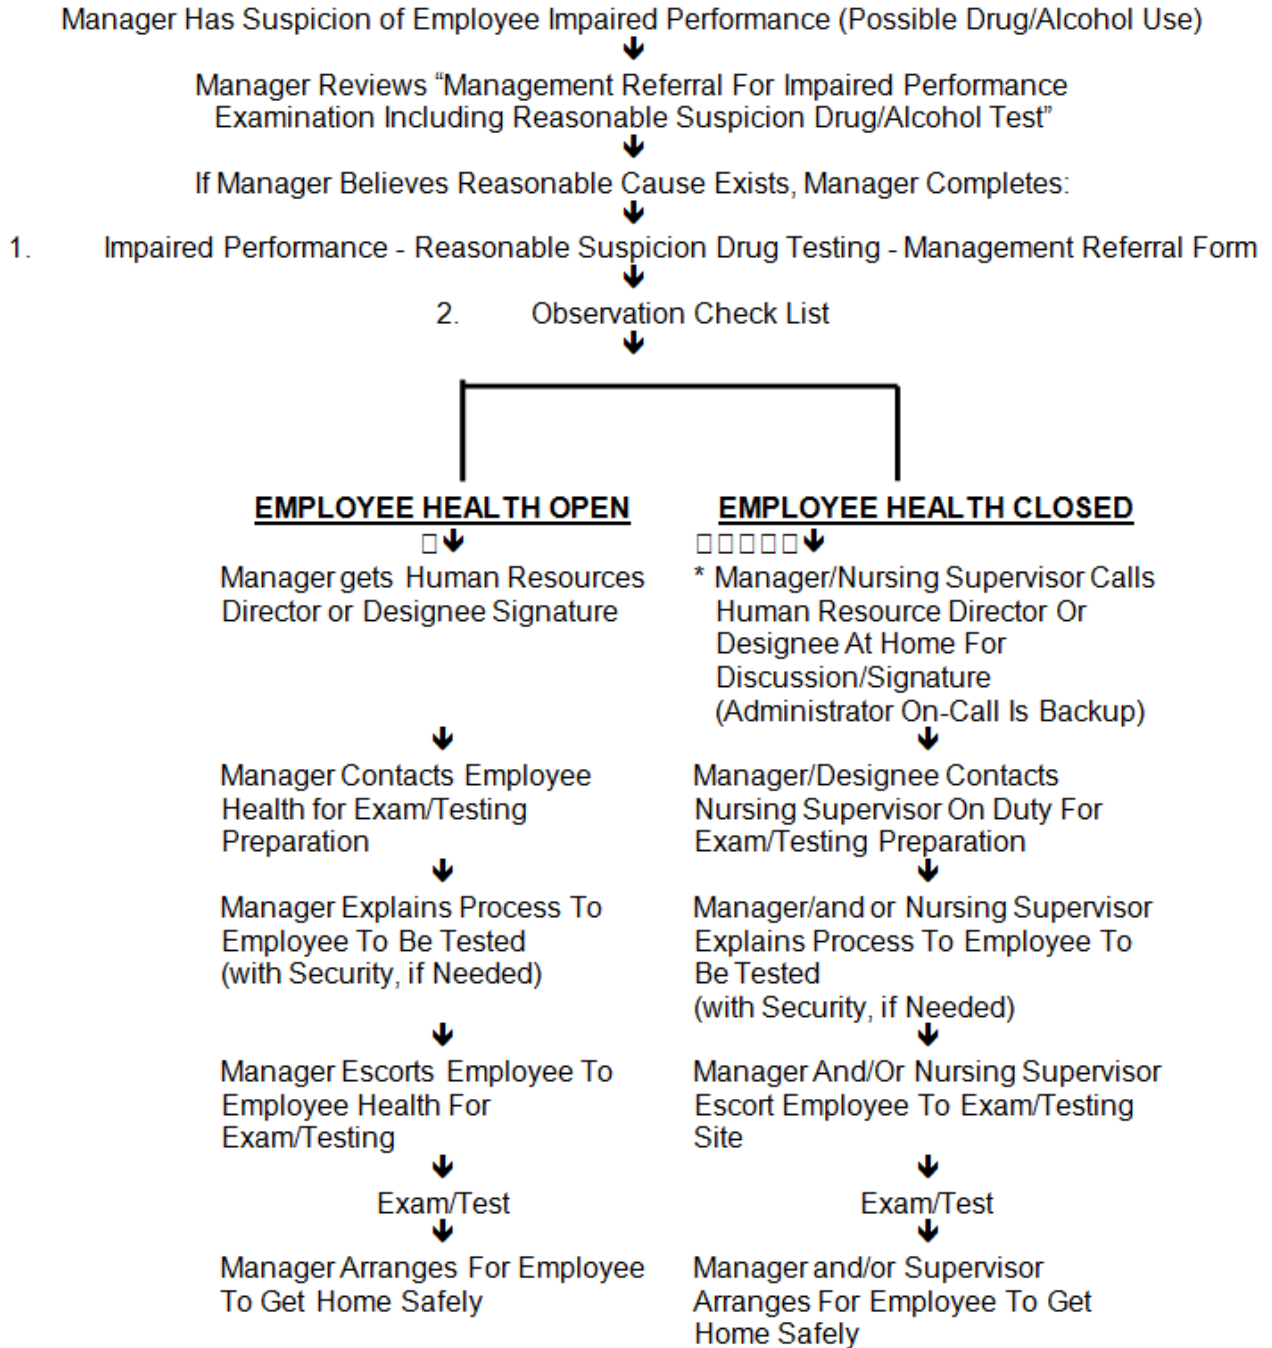 Manager Has Suspicion of Employee Impaired Performance (Possible Drug/Alcohol Use)
Manager Reviews “Management Referral For Impaired Performance
Examination Including Reasonable Suspicion Drug/Alcohol Test”
If Manager Believes Reasonable Cause Exists, Manager Completes:
1. Impaired Performance - Reasonable Suspicion Drug Testing - Management Referral Form
2. Observation Check List
EMPLOYEE HEALTH OPEN
Manager gets Human Resources
Director or Designee Signature
Manager Contacts Employee
Health for Exam/Testing
Preparation
Manager Explains Process To
Employee To Be Tested
(with Security, if Needed)
Manager Escorts Employee To
Employee Health For
Exam/Testing
Exam/Test
Manager Arranges For Employee
To Get Home Safely
EMPLOYEE HEALTH CLOSED
* Manager/Nursing Supervisor Calls
Human Resource Director Or
Designee At Home For
Discussion/Signature
(Administrator On-Call Is Backup)
Manager/Designee Contacts
Nursing Supervisor On Duty For
Exam/Testing Preparation
Manager/and or Nursing Supervisor
Explains Process To Employee To
Be Tested
(with Security, if Needed)
Manager And/Or Nursing Supervisor
Escort Employee To Exam/Testing
Site
Exam/Test
Manager and/or Supervisor
Arranges For Employee To Get
Home Safely